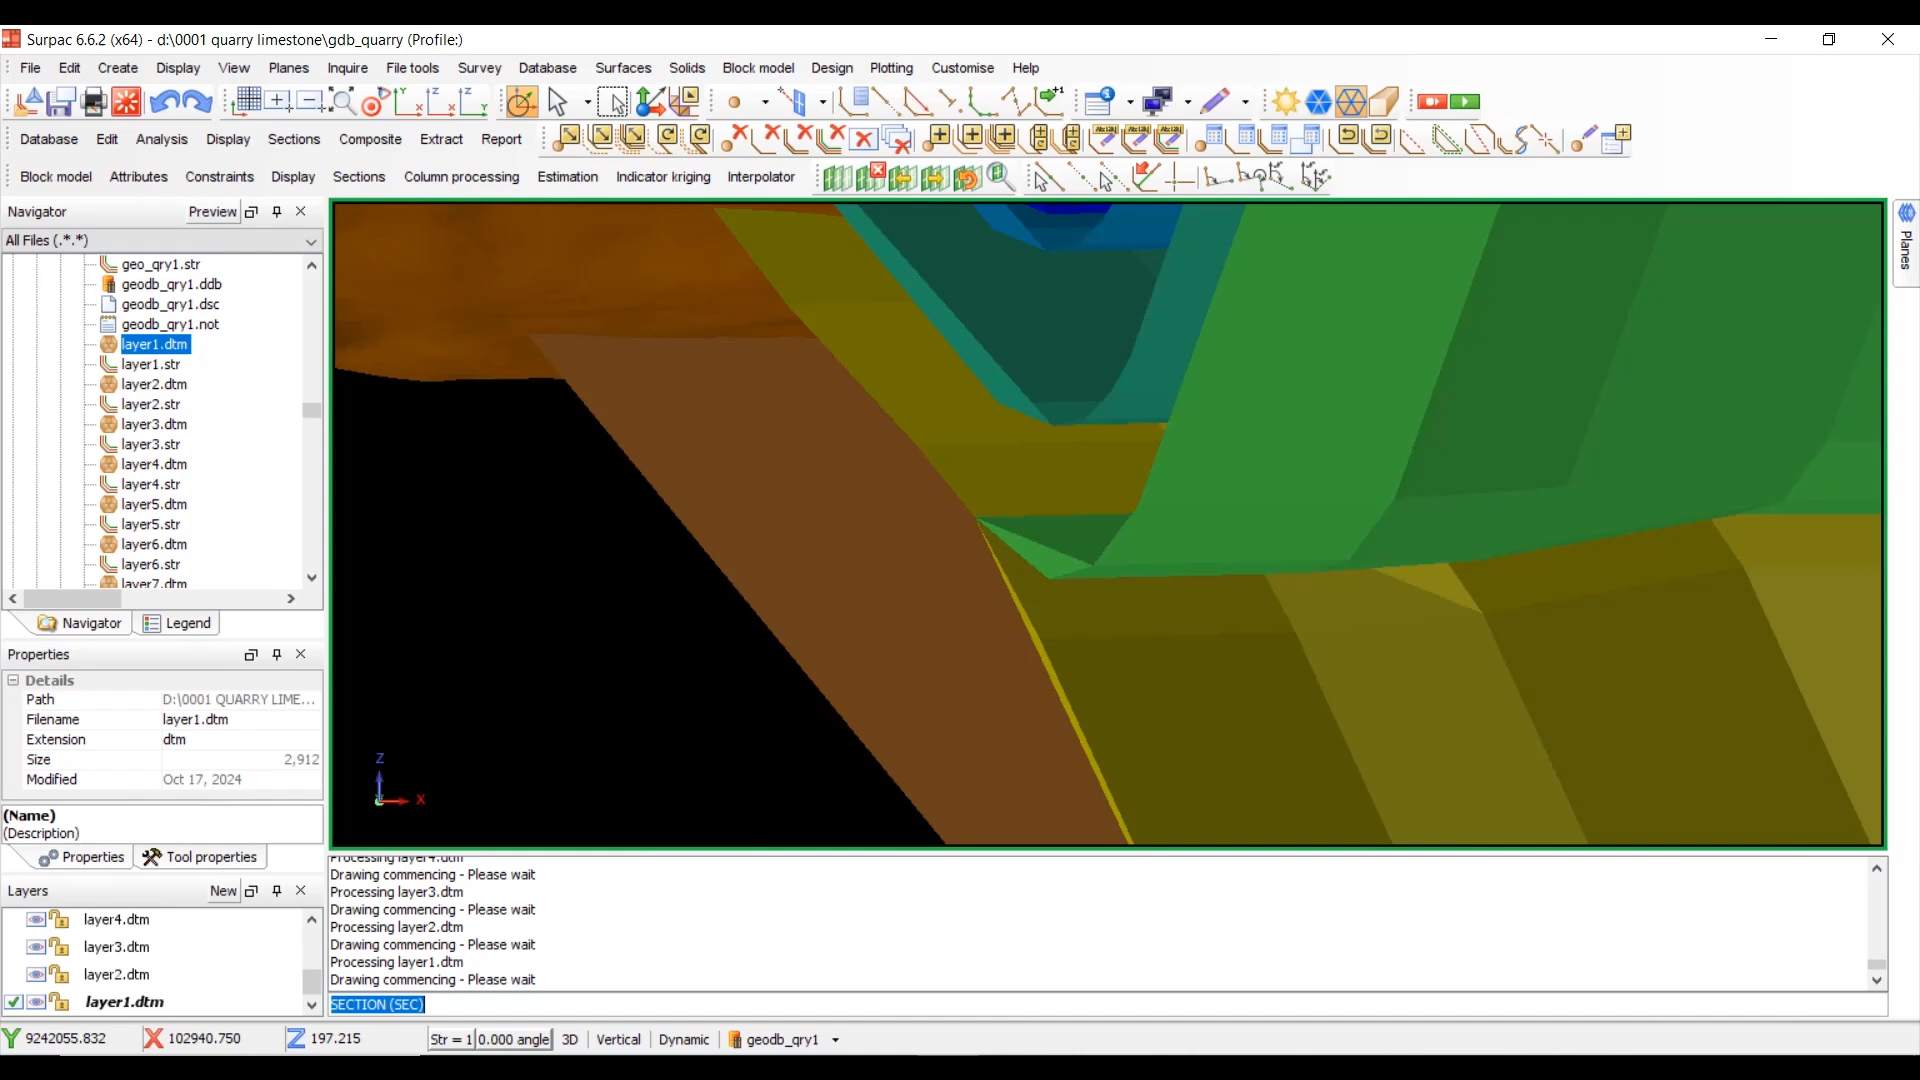 Surpac 6.6.2 (x64) - d:\0001 quarry limestone\gdb_quarry (Profile:)
File Edit Create Display View Planes Inquire File tools Survey Database Surfaces Solids Block model Design Plotting Customise Help
Database Edit Analysis Display Sections Composite Extract Report
Block model Attributes Constraints Display Sections Column processing Estimation Indicator kriging Interpolator
Navigator Preview
All Files (.*.*)
geo_qry1.str
geodb_qry1.ddb
geodb_qry1.dsc
geodb_qry1.not
layer1.dtm
layer1.str
layer2.dtm
layer2.str
layer3.dtm
layer3.str
layer4.dtm
layer4.str
layer5.dtm
layer5.str
layer6.dtm
layer6.str
layer7.dtm
Navigator Legend
Properties
Details
Path D:\0001 QUARRY LIME...
Filename layer1.dtm
Extension dtm
Size 2,912
Modified Oct 17, 2024
(Name)
(Description)
Properties Tool properties
Layers New
layer4.dtm
layer3.dtm
layer2.dtm
layer1.dtm
Planes
Z
X
Processing layer4.dtm
Drawing commencing - Please wait
Processing layer3.dtm
Drawing commencing - Please wait
Processing layer2.dtm
Drawing commencing - Please wait
Processing layer1.dtm
Drawing commencing - Please wait
SECTION (SEC)
Y 9242055.832 X 102940.750 Z 197.215 Str = 1 0.000 angle 3D Vertical Dynamic geodb_qry1